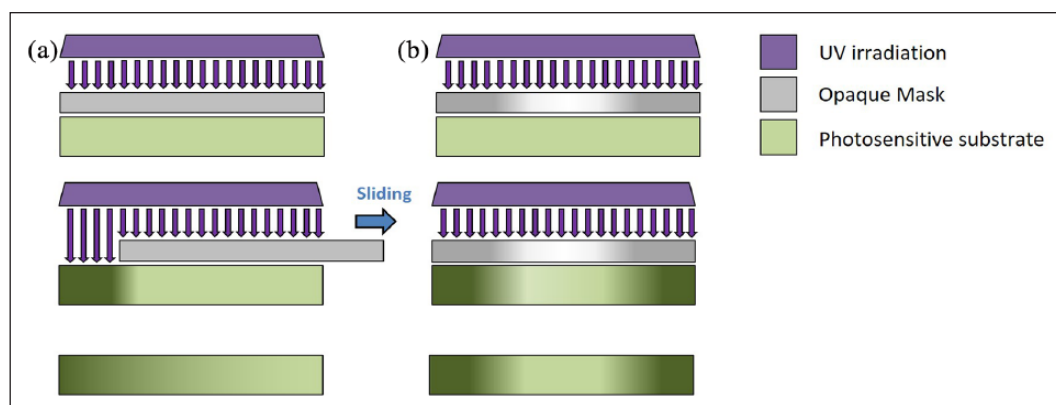 (a)
(b)
UV irradiation
Opaque Mask
Photosensitive substrate
Sliding